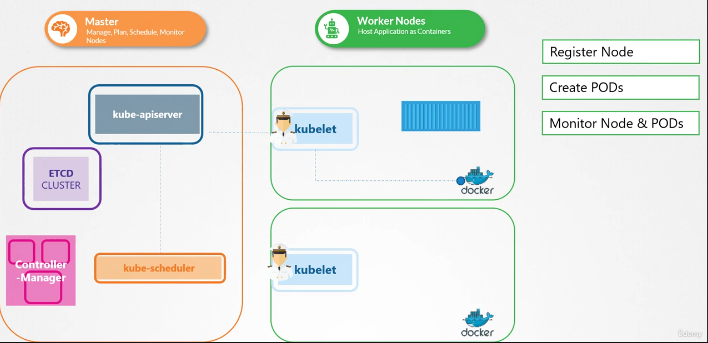 Master
Manage, Plan, Schedule, Monitor
Nodes
Worker Nodes
Host Application as Containers
kube-apiserver
ETCD
CLUSTER
Controller
-Manager
kube-scheduler
kubelet
docker
kubelet
docker
Register Node
Create PODs
Monitor Node & PODs
Udemy